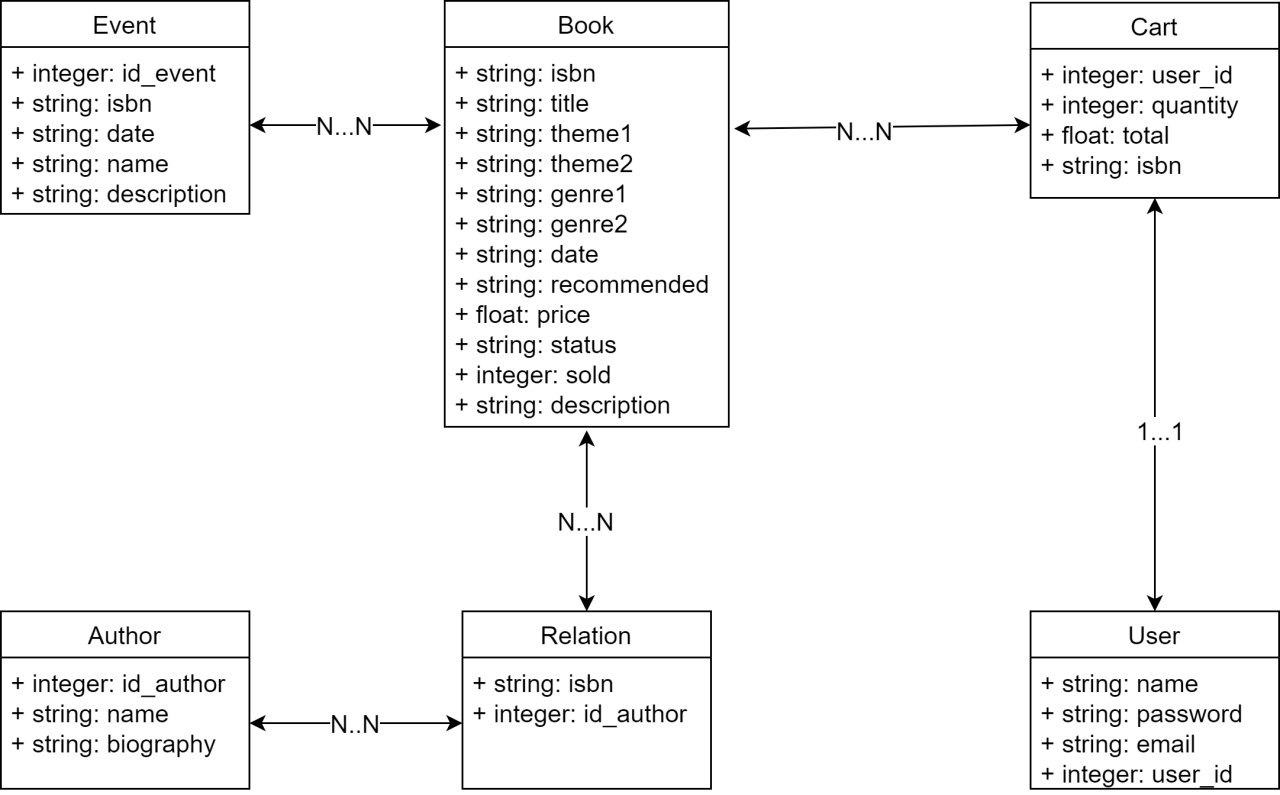 Event
+ integer: id_event
+ string: isbn
+ string: date
+ string: name
+ string: description
N...N
Book
+ string: isbn
+ string: title
+ string: theme1
+ string: theme2
+ string: genre1
+ string: genre2
+ string: date
+ string: recommended
+ float: price
+ string: status
+ integer: sold
+ string: description
N...N
Cart
+ integer: user_id
+ integer: quantity
+ float: total
+ string: isbn
1...1
N...N
Author
+ integer: id_author
+ string: name
+ string: biography
N..N
Relation
+ string: isbn
+ integer: id_author
User
+ string: name
+ string: password
+ string: email
+ integer: user_id